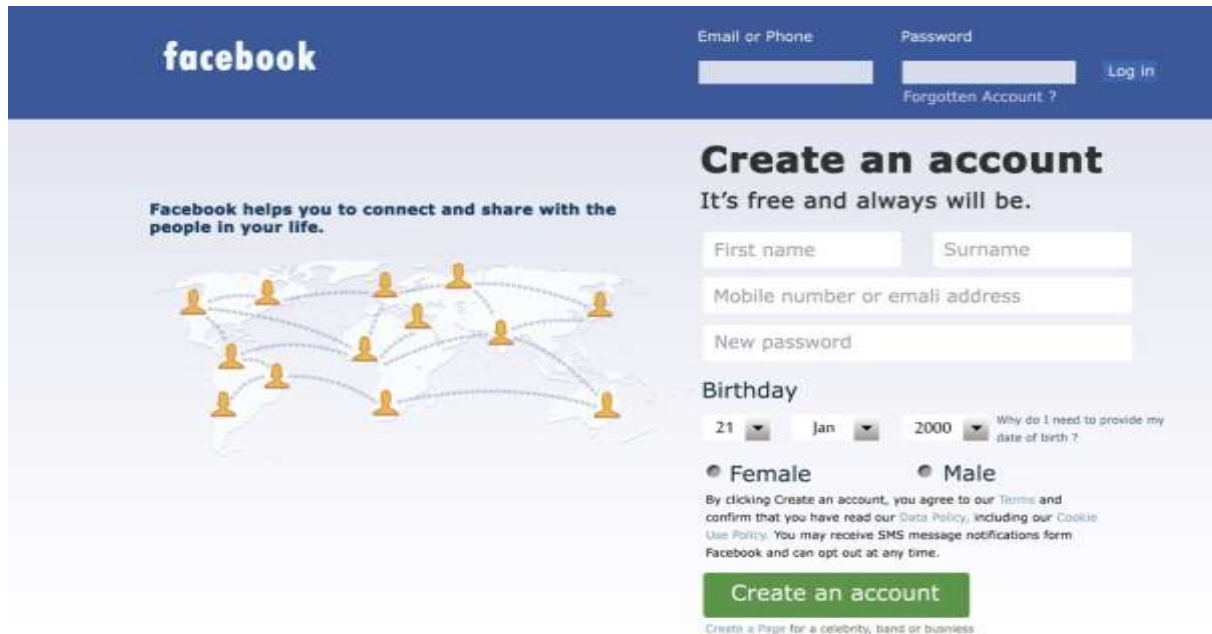 facebook
Email or Phone
Password
Log in
Forgotten Account ?
Facebook helps you to connect and share with the
people in your life.
Create an account
It's free and always will be.
First name
Surname
Mobile number or emali address
New password
Birthday
21
Jan
2000
Why do I need to provide my
date of birth ?
Female
Male
By clicking Create an account, you agree to our Terms and
confirm that you have read our Data Policy, including our Cookie
Use Policy. You may receive SMS message notifications form
Facebook and can opt out at any time.
Create an account
Create a Page for a celebrity, band or business